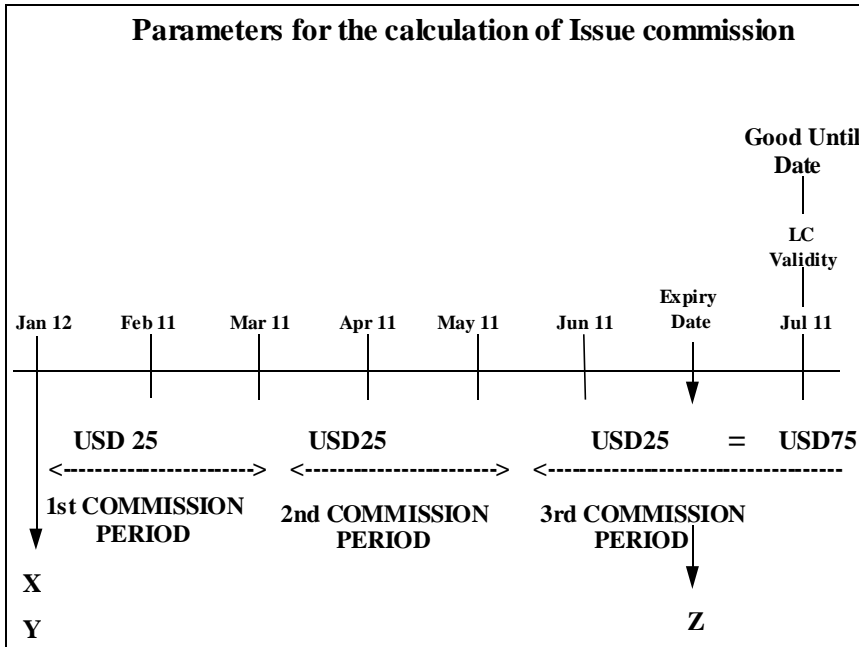 Parameters for the calculation of Issue commission
Good Until
Date
LC
Validity
Jan 12 Feb 11 Mar 11 Apr 11 May 11 Jun 11 Expiry Date Jul 11
USD 25 USD25 USD25 = USD75
<-----------------------> <-----------------------> <-----------------------------------
1st COMMISSION
PERIOD
2nd COMMISSION
PERIOD
3rd COMMISSION
PERIOD
X
Y
Z